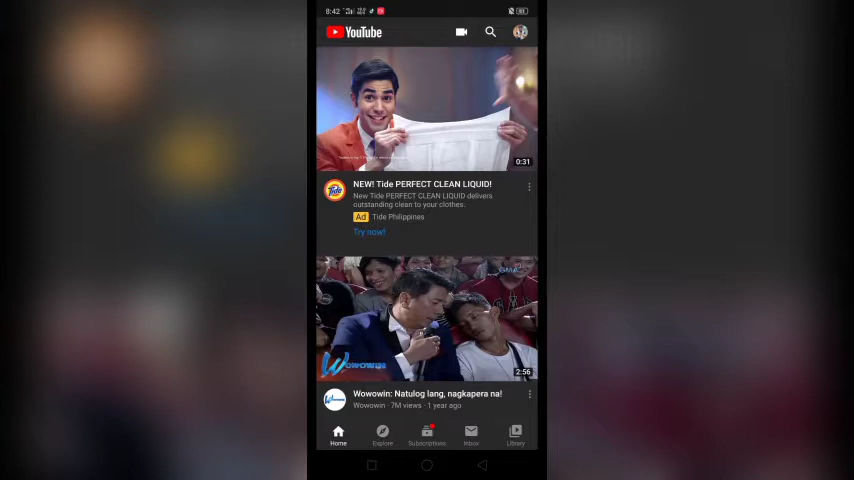 8:42
YouTube
0:31
Tide
NEW! Tide PERFECT CLEAN LIQUID!
New Tide PERFECT CLEAN LIQUID delivers
outstanding clean to your clothes.
Ad Tide Philippines
Try now!
GMA
WOWOWIN
2:56
Wowowin: Natulog lang, nagkapera na!
Wowowin · 7M views · 1 year ago
Home Explore Subscriptions Inbox Library